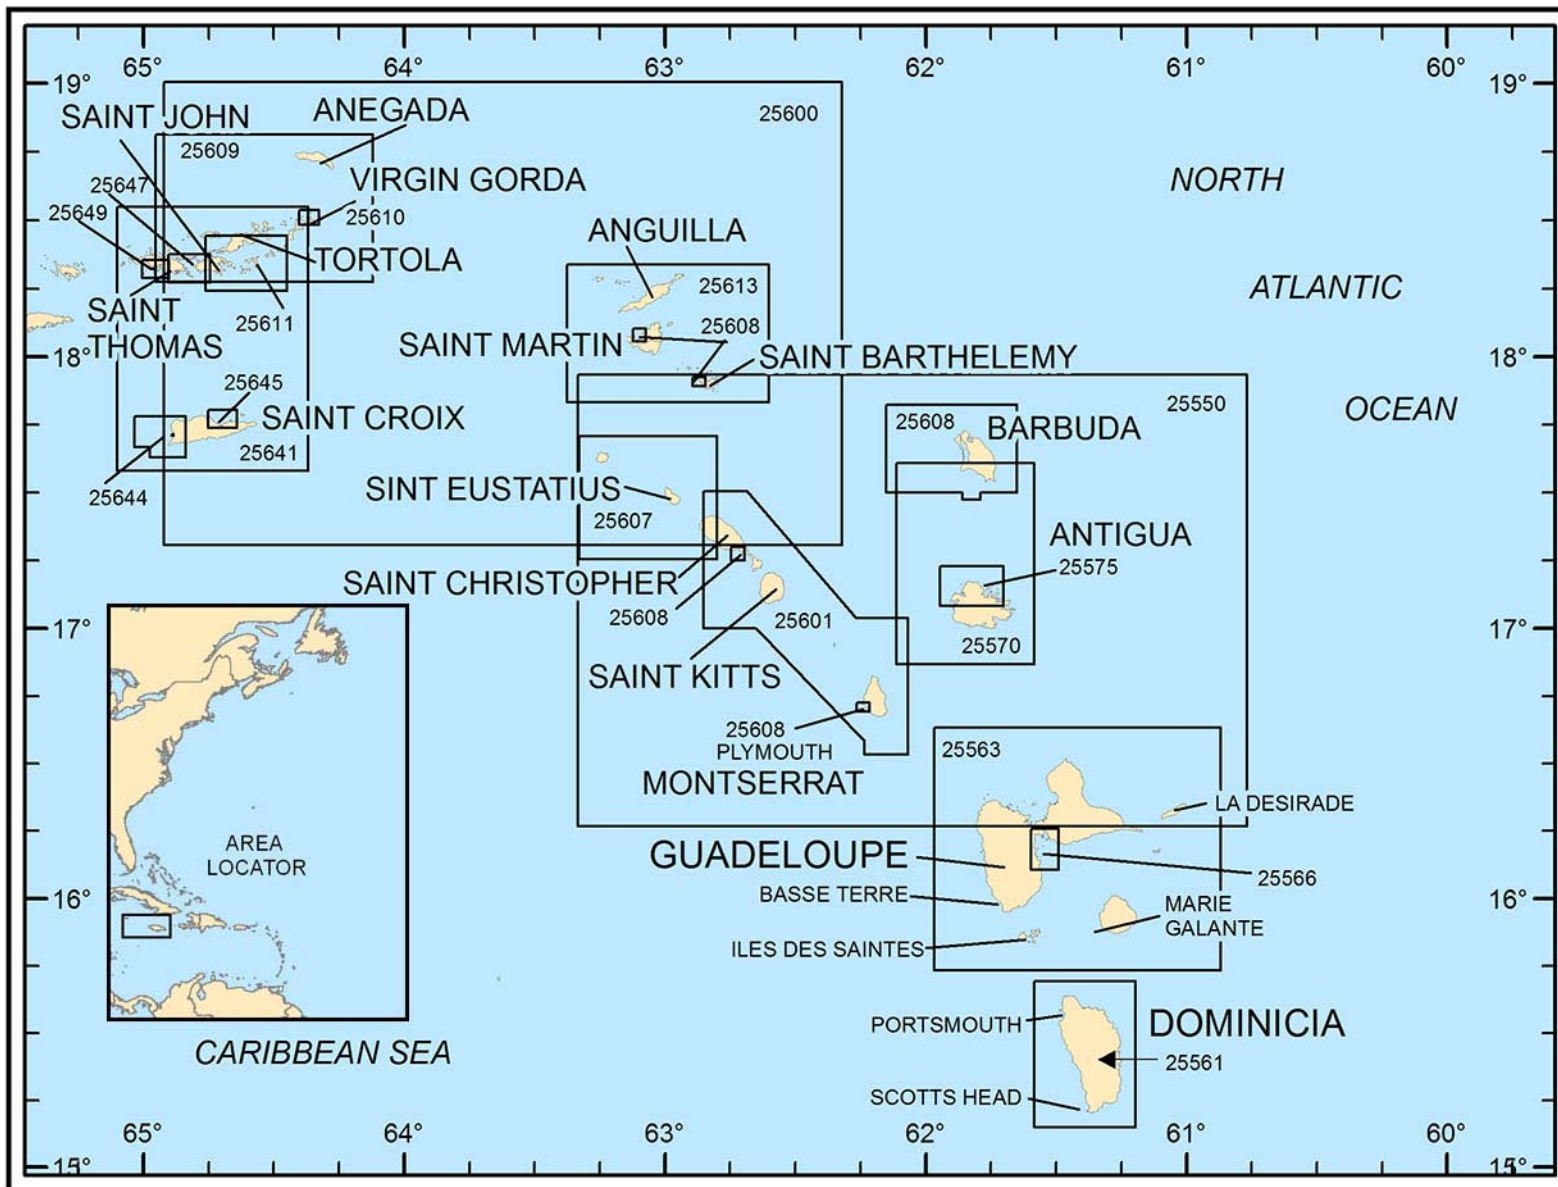 65° 64° 63° 62° 61° 60°
19° 19°
SAINT JOHN
ANEGADA
25600
25609
VIRGIN GORDA
NORTH
25647
25649
25610
ANGUILLA
TORTOLA
25613
ATLANTIC
SAINT
THOMAS
25611
25608
SAINT MARTIN
18° 18°
SAINT BARTHELEMY
25645
SAINT CROIX
25550
OCEAN
25608
BARBUDA
25641
25644
SINT EUSTATIUS
25607
ANTIGUA
25575
SAINT CHRISTOPHER
25608
25601
17° 17°
25570
SAINT KITTS
25608
PLYMOUTH
MONTSERRAT
25563
LA DESIRADE
AREA
LOCATOR
GUADELOUPE
25566
BASSE TERRE
16° 16°
MARIE
GALANTE
ILES DES SAINTES
PORTSMOUTH
DOMINICIA
CARIBBEAN SEA
25561
SCOTTS HEAD
65° 64° 63° 62° 61° 60°
15° 15°